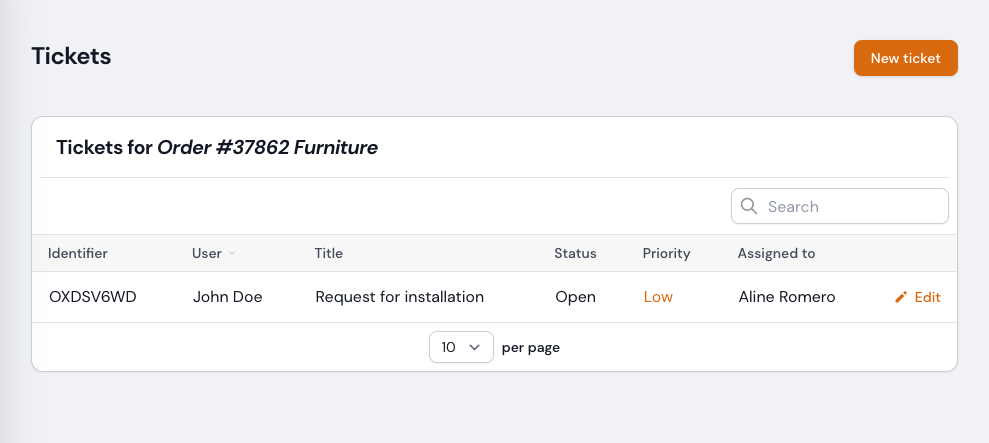 Tickets
New ticket
Tickets for Order #37862 Furniture
Search
Identifier User Title Status Priority Assigned to
OXDSV6WD John Doe Request for installation Open Low Aline Romero Edit
10 per page